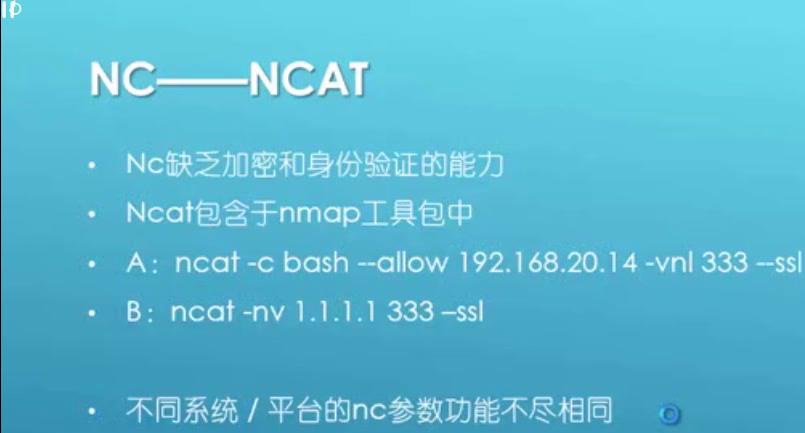 NC——NCAT
• Nc缺乏加密和身份验证的能力
• Ncat包含于nmap工具包中
• A：ncat -c bash --allow 192.168.20.14 -vnl 333 --ssl
• B：ncat -nv 1.1.1.1 333 –ssl
• 不同系统 / 平台的nc参数功能不尽相同